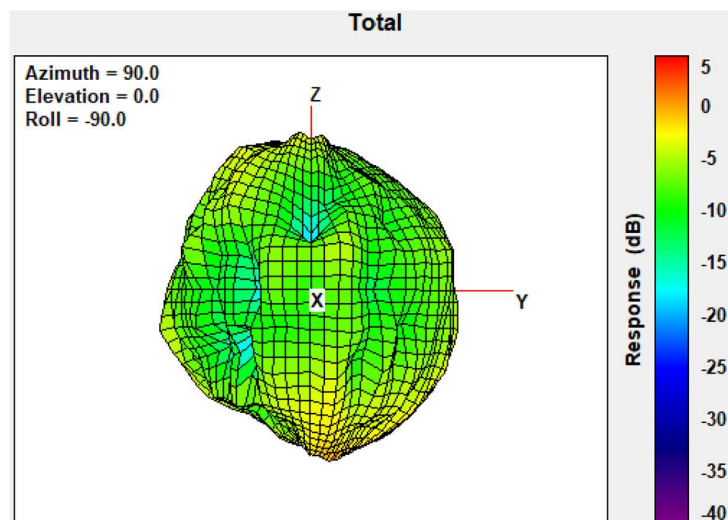 Total
Azimuth = 90.0
Elevation = 0.0
Roll = -90.0
Z
X
Y
Response (dB)
5
0
-5
-10
-15
-20
-25
-30
-35
-40